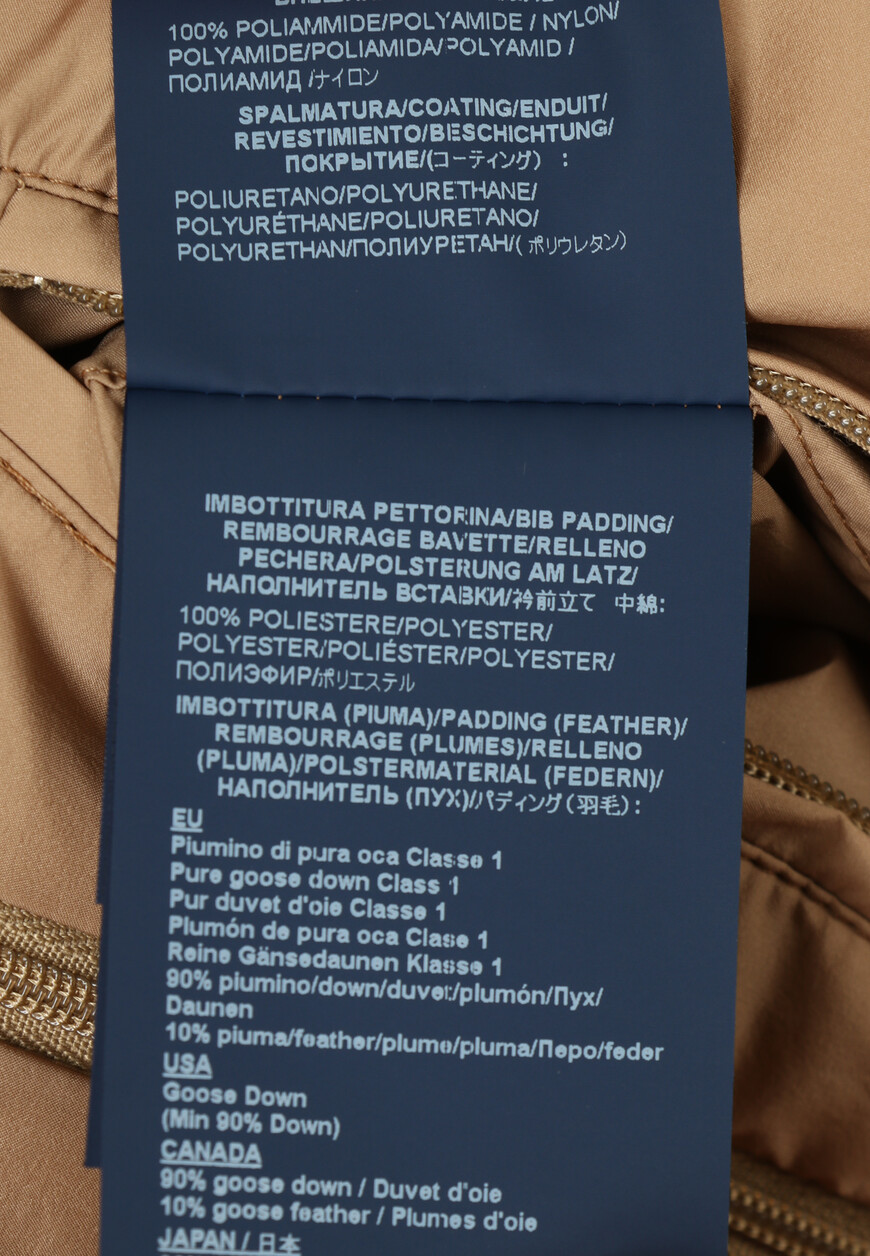 100% POLIAMMIDE/POLYAMIDE / NYLON/
POLYAMIDE/POLIAMIDA/POLYAMID /
ПОЛИАМИД /ナイロン
SPALMATURA/COATING/ENDUIT/
REVESTIMIENTO/BESCHICHTUNG/
ПОКРЫТИЕ/(コーティング) :
POLIURETANO/POLYURETHANE/
POLYURÉTHANE/POLIURETANO/
POLYURETHAN/ПОЛИУРЕТАН/( ポリウレタン)
IMBOTTITURA PETTORINA/BIB PADDING/
REMBOURRAGE BAVETTE/RELLENO
PECHERA/POLSTERUNG AM LATZ/
НАПОЛНИТЕЛЬ ВСТАВКИ/衿前立て 中綿:
100% POLIESTERE/POLYESTER/
POLYESTER/POLIÉSTER/POLYESTER/
ПОЛИЭФИР/ポリエステル
IMBOTTITURA (PIUMA)/PADDING (FEATHER)/
REMBOURRAGE (PLUMES)/RELLENO
(PLUMA)/POLSTERMATERIAL (FEDERN)/
НАПОЛНИТЕЛЬ (ПУХ)/パディング(羽毛):
EU
Piumino di pura oca Classe 1
Pure goose down Class 1
Pur duvet d'oie Classe 1
Plumón de pura oca Clase 1
Reine Gänsedaunen Klasse 1
90% piumino/down/duvet/plumón/Пух/
Daunen
10% piuma/feather/plume/pluma/Перо/feder
USA
Goose Down
(Min 90% Down)
CANADA
90% goose down / Duvet d'oie
10% goose feather / Plumes d'oie
JAPAN / 日本